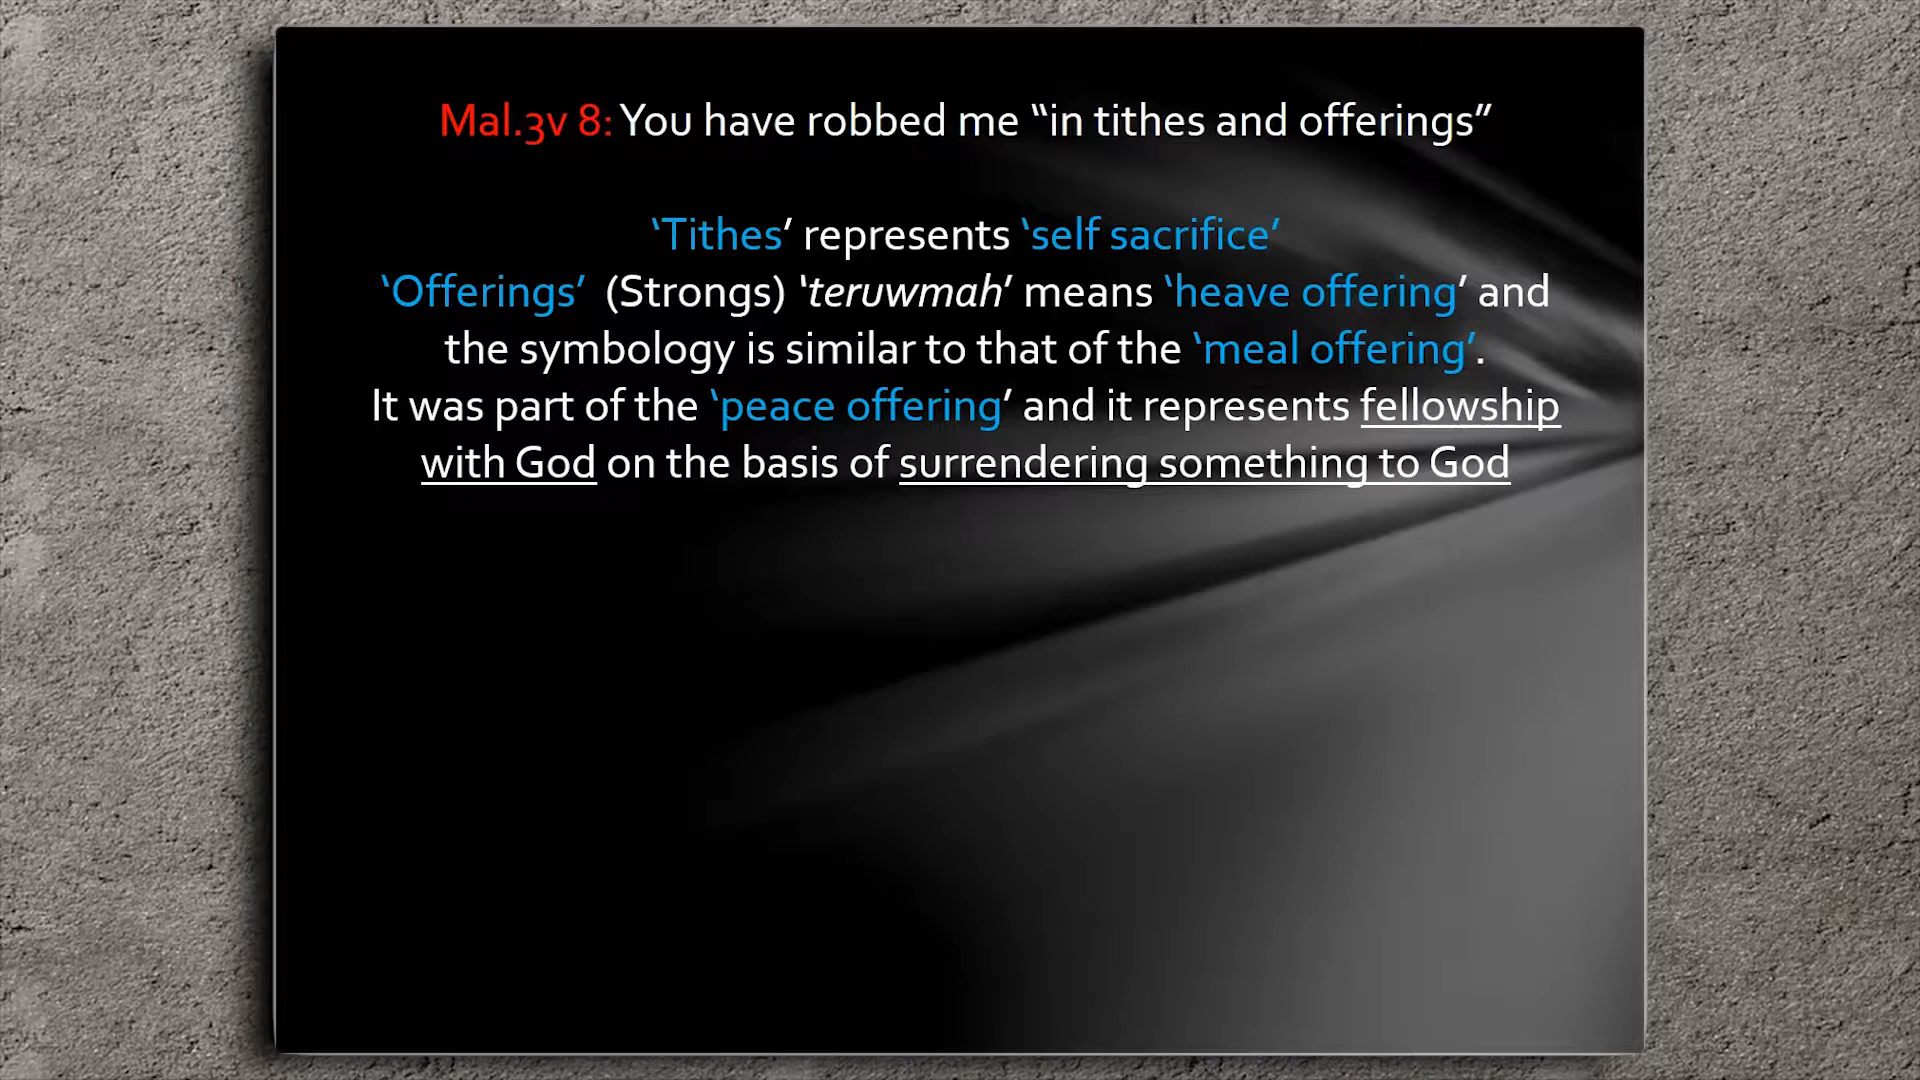 Mal.3v 8: You have robbed me “in tithes and offerings”
‘Tithes’ represents ‘self sacrifice’
‘Offerings’ (Strongs) ‘teruwmah’ means ‘heave offering’ and
the symbology is similar to that of the ‘meal offering’.
It was part of the ‘peace offering’ and it represents fellowship
with God on the basis of surrendering something to God